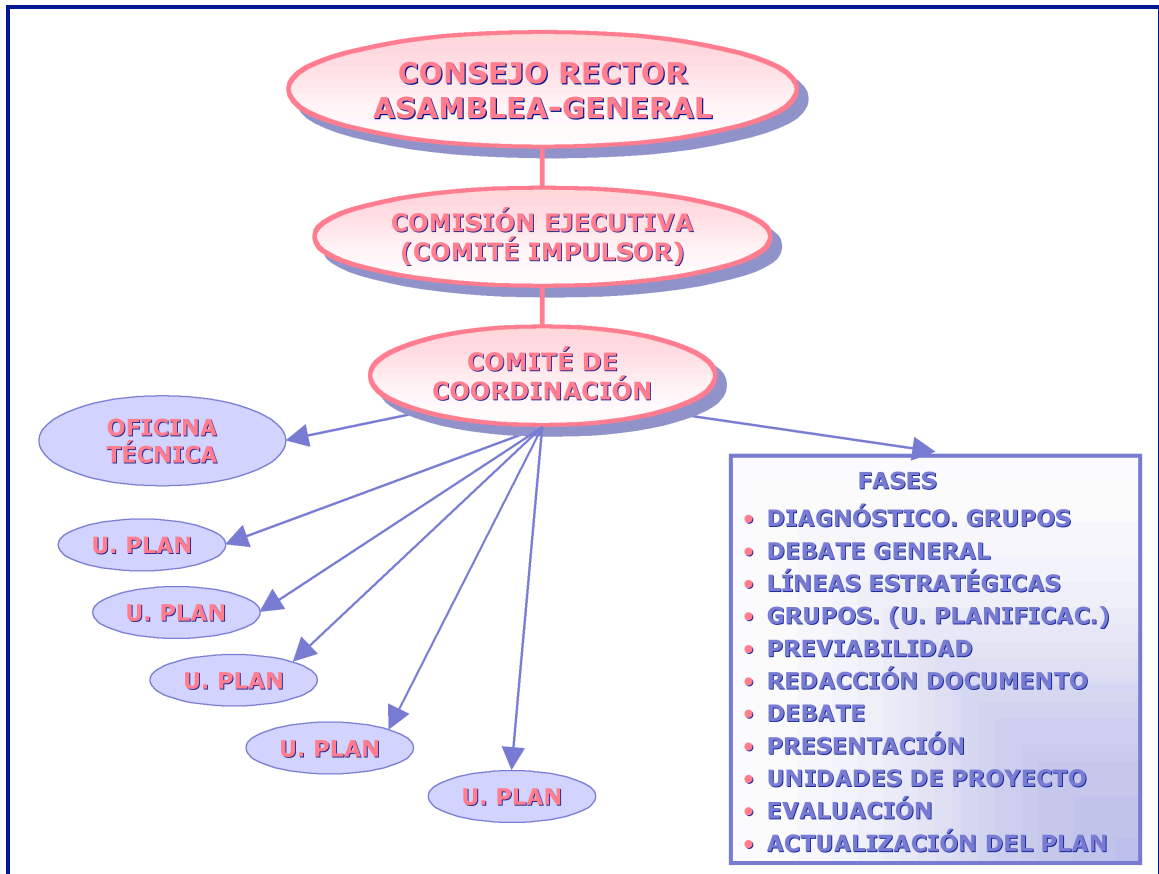 CONSEJO RECTOR
ASAMBLEA-GENERAL
COMISIÓN EJECUTIVA
(COMITÉ IMPULSOR)
COMITÉ DE
COORDINACIÓN
OFICINA
TÉCNICA
U. PLAN
U. PLAN
U. PLAN
U. PLAN
U. PLAN
FASES
• DIAGNÓSTICO. GRUPOS
• DEBATE GENERAL
• LÍNEAS ESTRATÉGICAS
• GRUPOS. (U. PLANIFICAC.)
• PREVIABILIDAD
• REDACCIÓN DOCUMENTO
• DEBATE
• PRESENTACIÓN
• UNIDADES DE PROYECTO
• EVALUACIÓN
• ACTUALIZACIÓN DEL PLAN